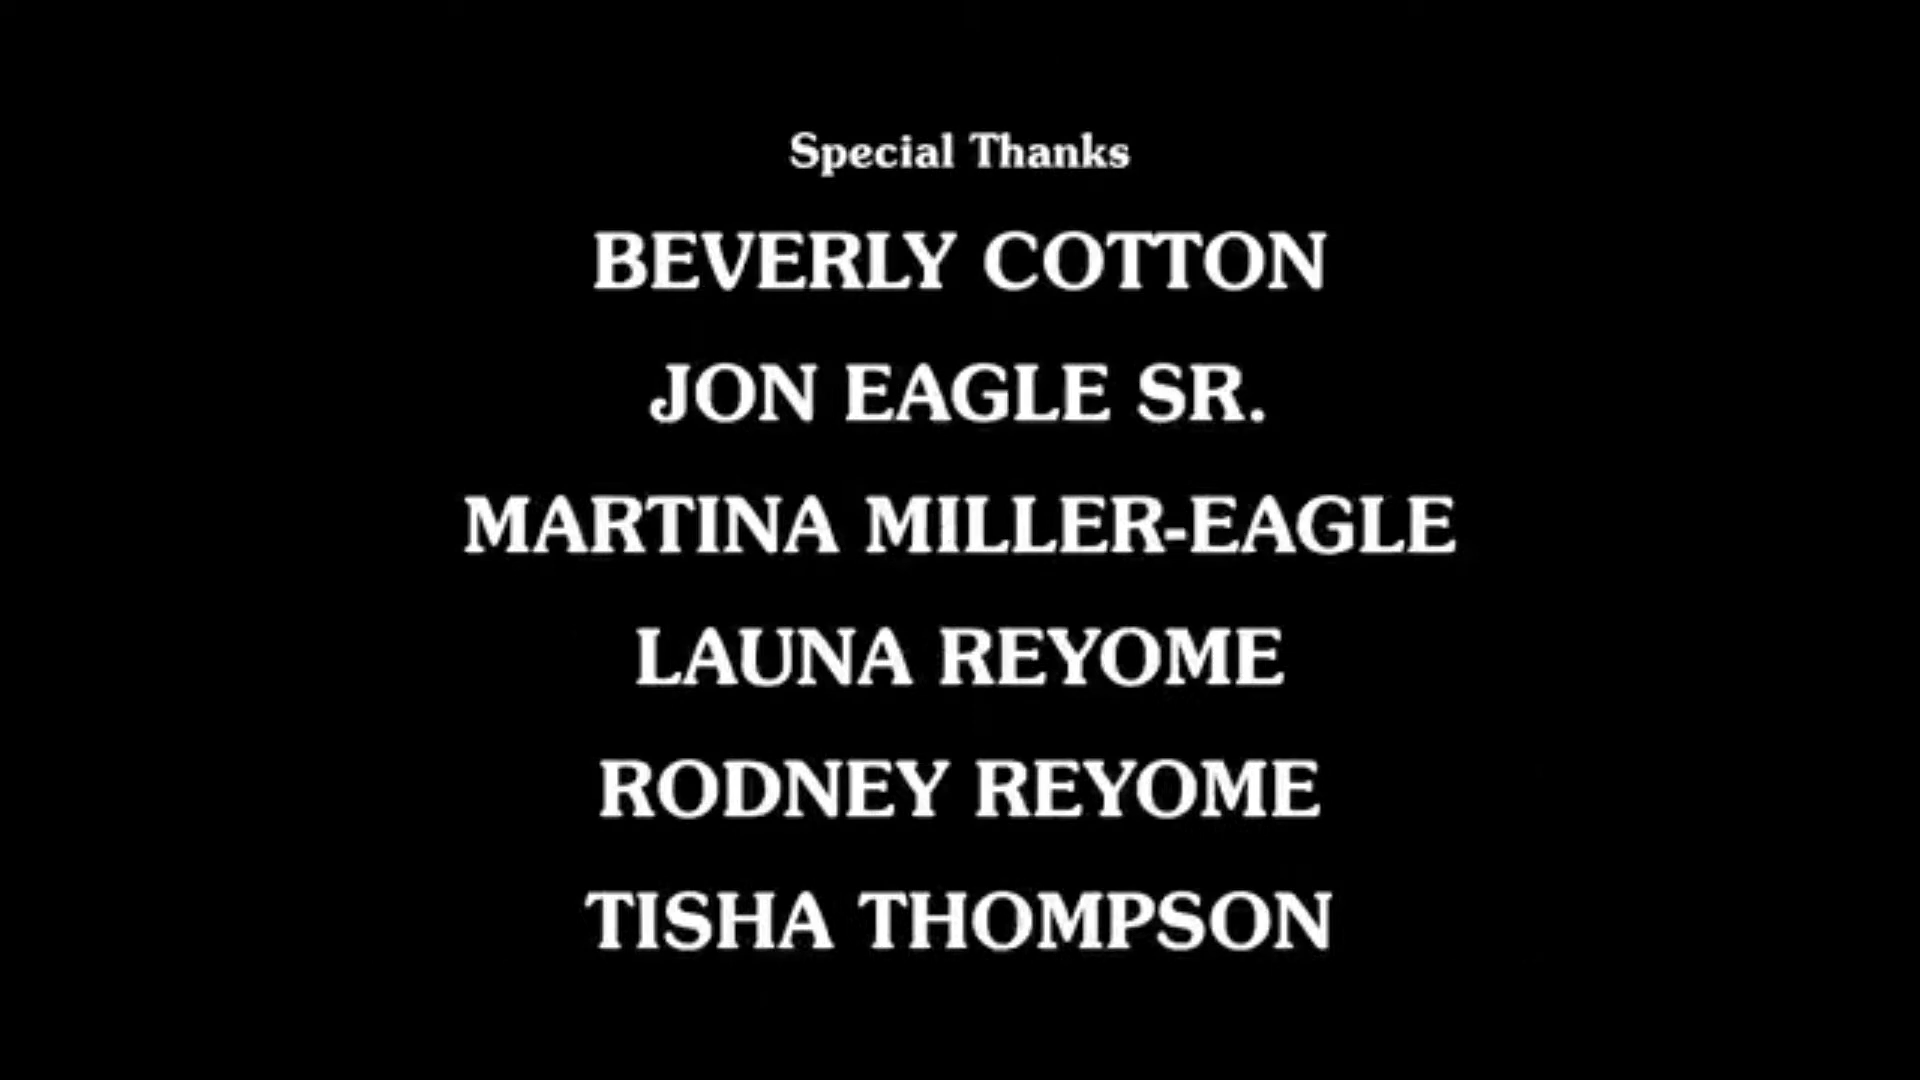 Special Thanks
BEVERLY COTTON
JON EAGLE SR.
MARTINA MILLER-EAGLE
LAUNA REYOME
RODNEY REYOME
TISHA THOMPSON